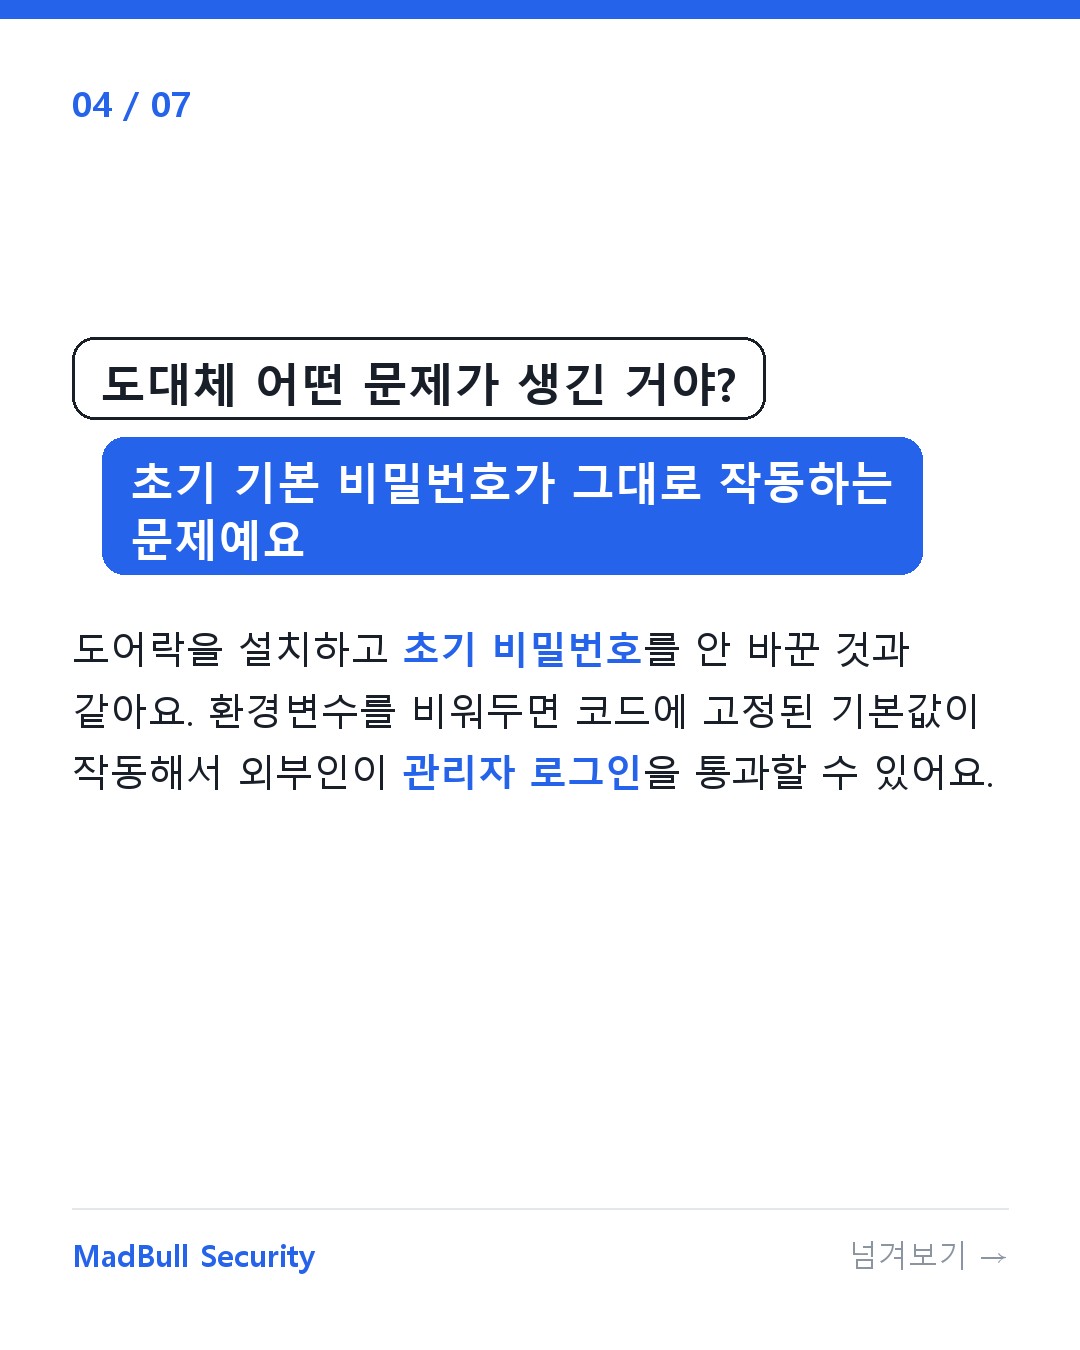 04 / 07
도대체 어떤 문제가 생긴 거야?
초기 기본 비밀번호가 그대로 작동하는
문제예요
도어락을 설치하고 초기 비밀번호를 안 바꾼 것과
같아요. 환경변수를 비워두면 코드에 고정된 기본값이
작동해서 외부인이 관리자 로그인을 통과할 수 있어요.
MadBull Security
넘겨보기 →